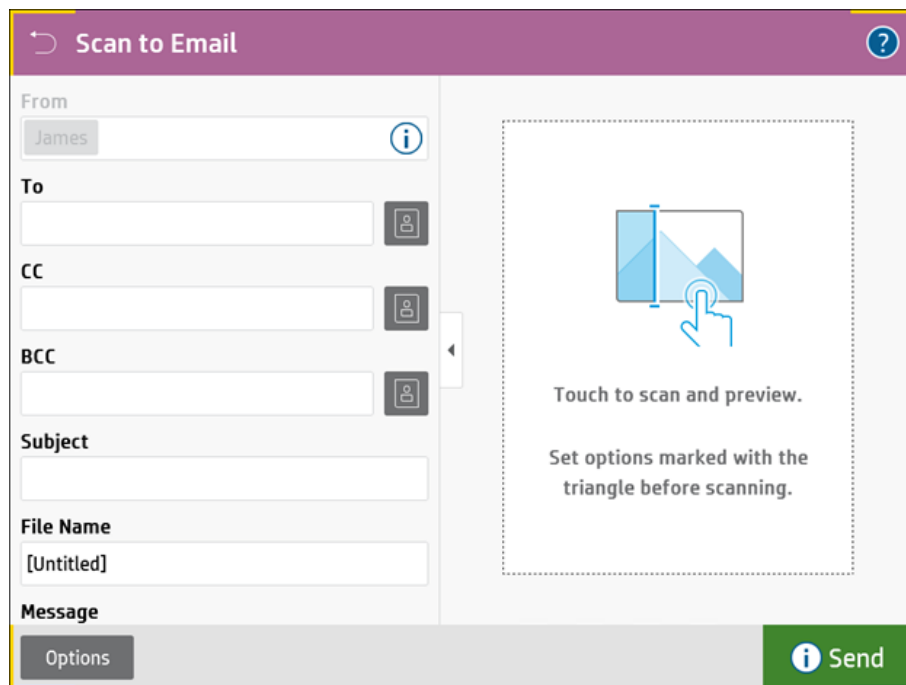 Scan to Email
?
From
James
i
To
CC
BCC
Subject
File Name
[Untitled]
Message
Touch to scan and preview.
Set options marked with the
triangle before scanning.
Options
i Send